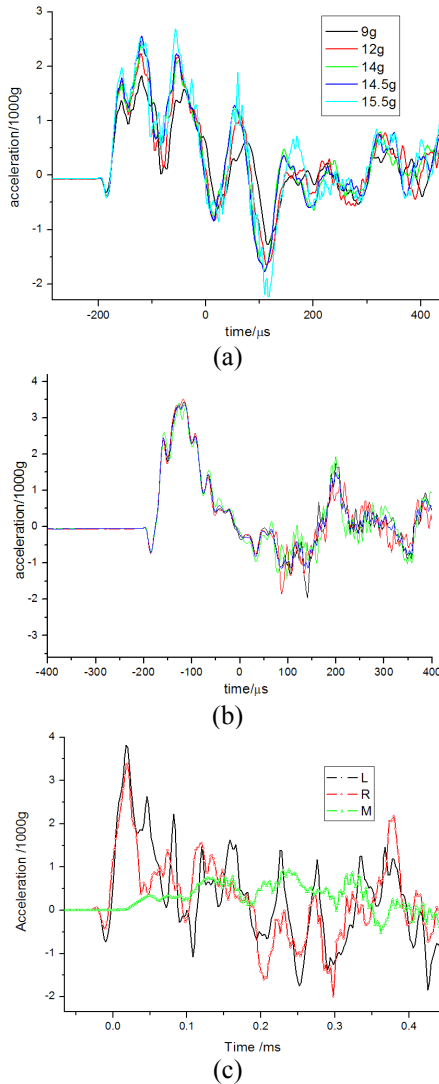 3
2
1
0
-1
-2
acceleration/1000g
9g
12g
14g
14.5g
15.5g
-200
0
200
400
time/μs
(a)
4
3
2
1
0
-1
-2
-3
acceleration/1000g
-400
-300
-200
-100
0
100
200
300
400
time/μs
(b)
4
3
2
1
0
-1
-2
Acceleration /1000g
L
R
M
0.0
0.1
0.2
0.3
0.4
Time /ms
(c)